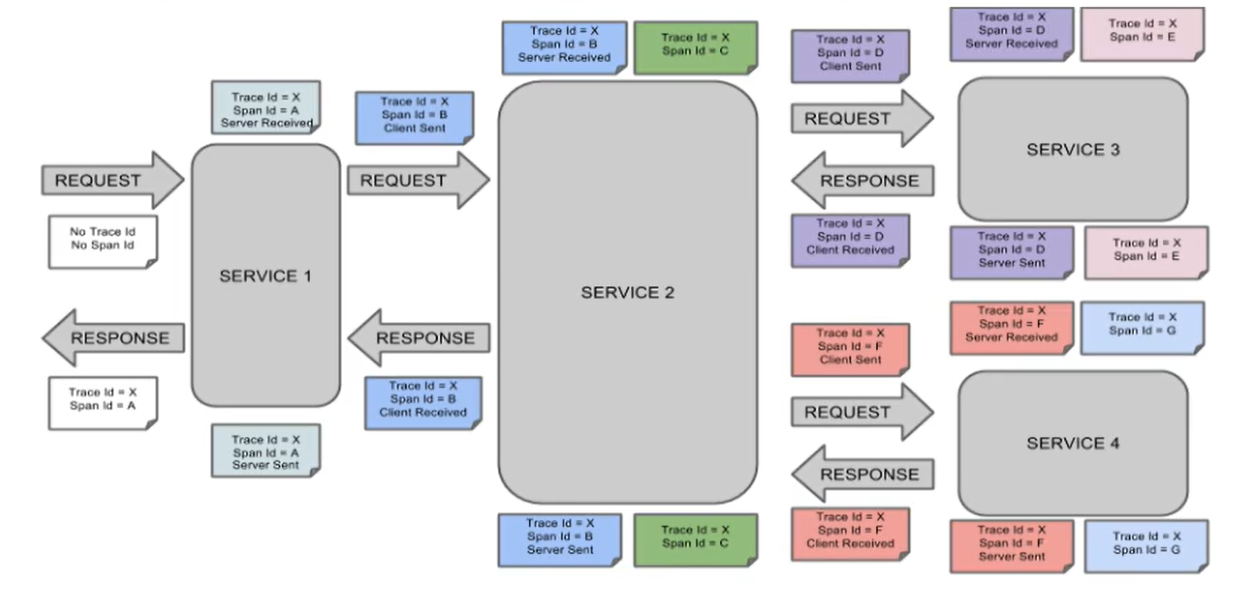 Trace Id = X
Span Id = B
Server Received
Trace Id = X
Span Id = C
Trace Id = X
Span Id = D
Client Sent
Trace Id = X
Span Id = D
Server Received
Trace Id = X
Span Id = E
Trace Id = X
Span Id = A
Server Received
Trace Id = X
Span Id = B
Client Sent
REQUEST
SERVICE 3
REQUEST
REQUEST
RESPONSE
No Trace Id
No Span Id
Trace Id = X
Span Id = D
Client Received
Trace Id = X
Span Id = D
Server Sent
Trace Id = X
Span Id = E
SERVICE 1
SERVICE 2
Trace Id = X
Span Id = F
Server Received
Trace Id = X
Span Id = G
RESPONSE
RESPONSE
Trace Id = X
Span Id = F
Client Sent
Trace Id = X
Span Id = A
Trace Id = X
Span Id = B
Client Received
REQUEST
SERVICE 4
Trace Id = X
Span Id = A
Server Sent
RESPONSE
Trace Id = X
Span Id = B
Server Sent
Trace Id = X
Span Id = C
Trace Id = X
Span Id = F
Client Received
Trace Id = X
Span Id = F
Server Sent
Trace Id = X
Span Id = G